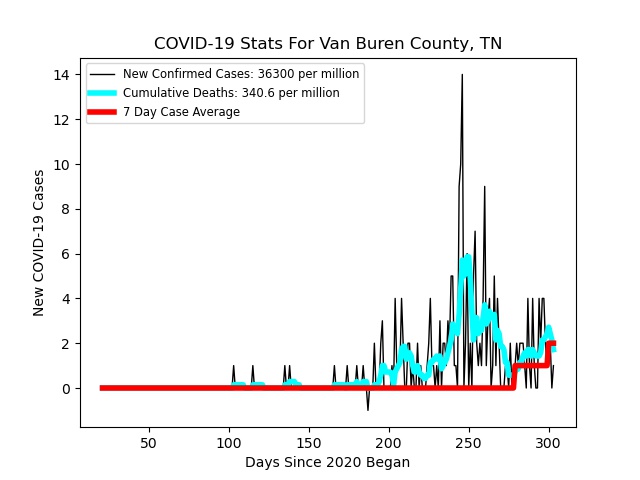 COVID-19 Stats For Van Buren County, TN
New Confirmed Cases: 36300 per million
Cumulative Deaths: 340.6 per million
7 Day Case Average
New COVID-19 Cases
14
12
10
8
6
4
2
0
50 100 150 200 250 300
Days Since 2020 Began